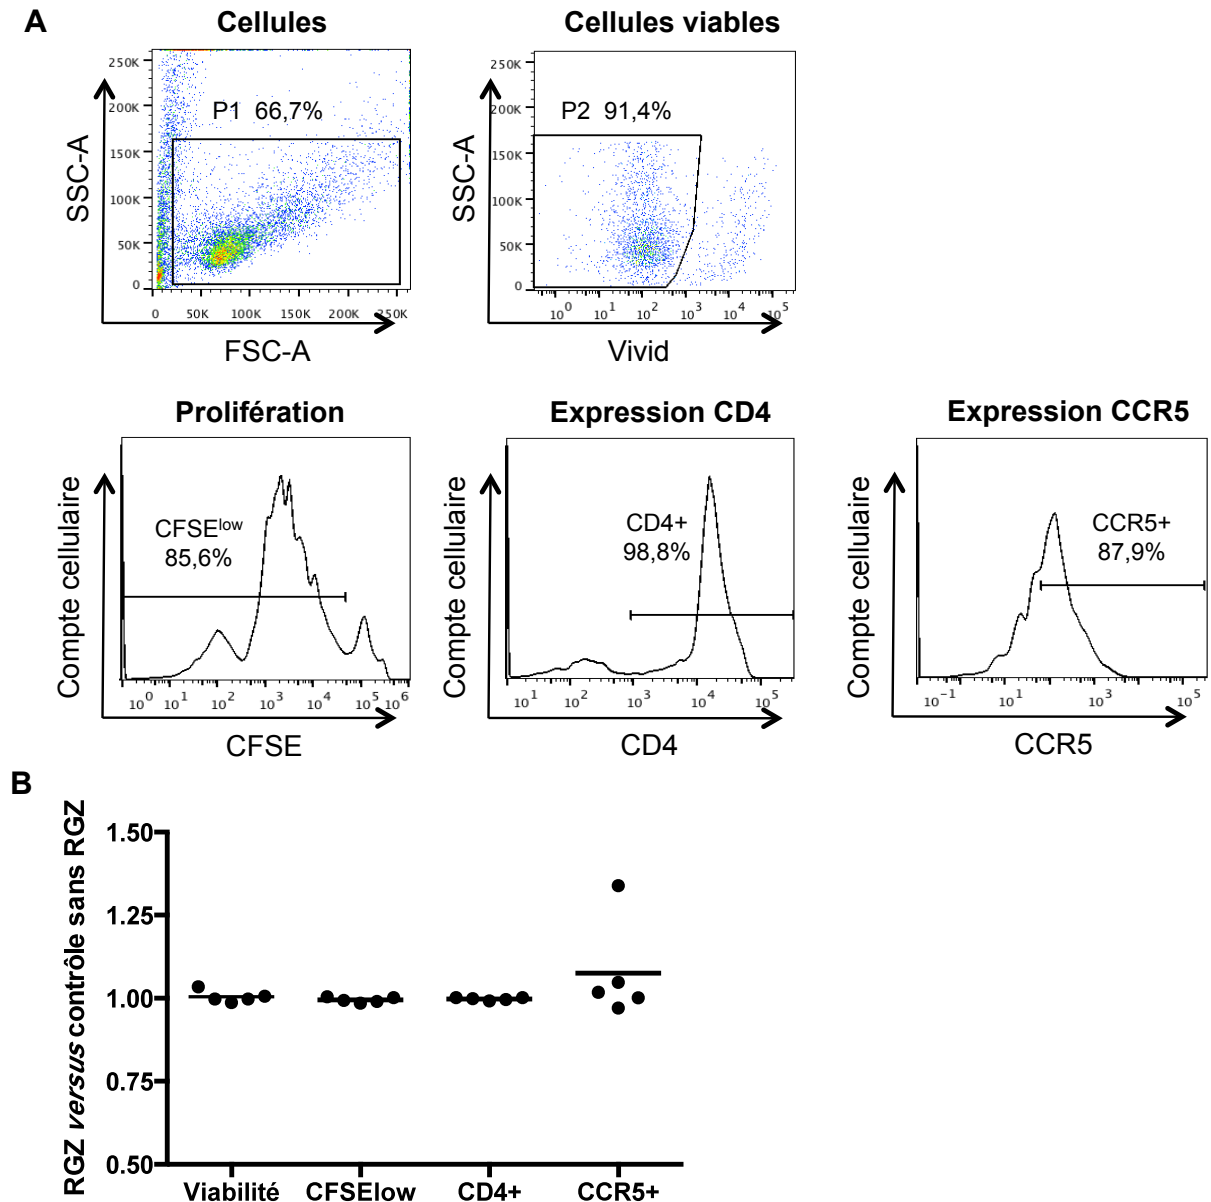 A
Cellules
Cellules viables
250K
200K
150K
100K
50K
0
P1 66,7%
SSC-A
0 50K 100K 150K 200K 250K
FSC-A
250K
200K
150K
100K
50K
0
P2 91,4%
SSC-A
10^0 10^1 10^2 10^3 10^4 10^5
Vivid
Prolifération
Expression CD4
Expression CCR5
Compte cellulaire
CFSE^low
85,6%
10^0 10^1 10^2 10^3 10^4 10^5 10^6
CFSE
Compte cellulaire
CD4+
98,8%
10^1 10^2 10^3 10^4 10^5
CD4
Compte cellulaire
CCR5+
87,9%
10^-1 10^1 10^3 10^5
CCR5
B
RGZ versus contrôle sans RGZ
1.50
1.25
1.00
0.75
0.50
Viabilité CFSElow CD4+ CCR5+